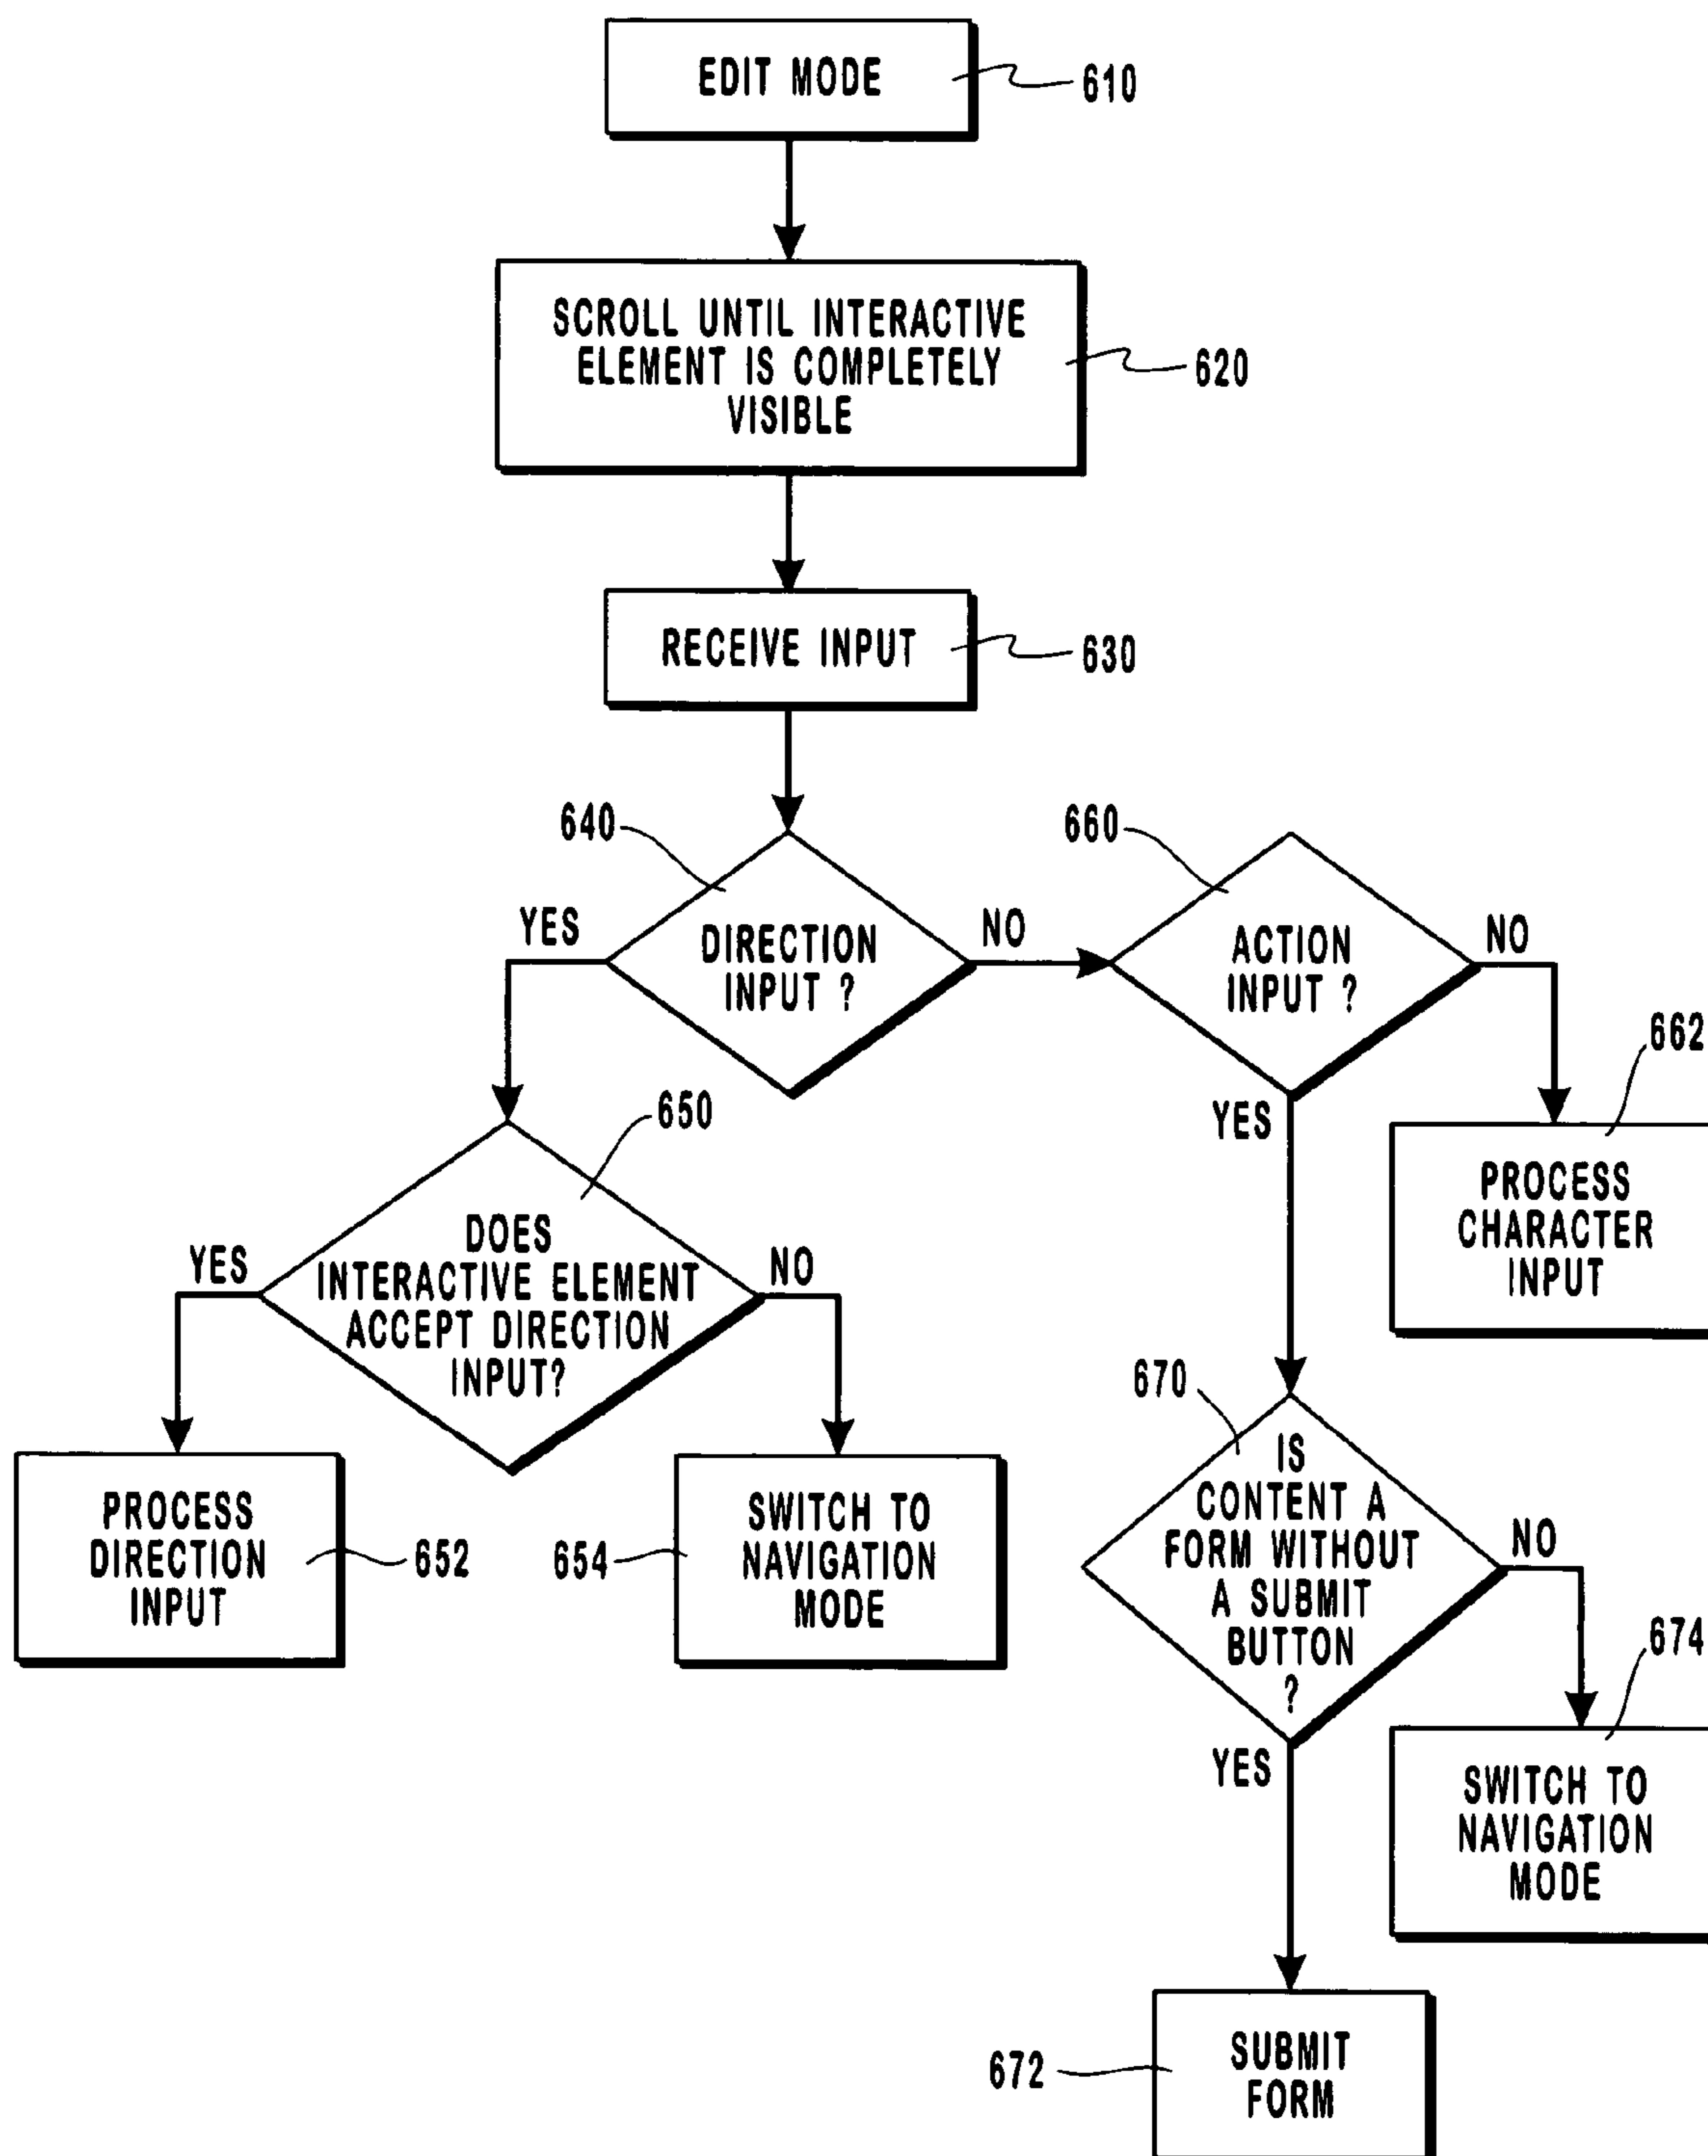 EDIT MODE
610
SCROLL UNTIL INTERACTIVE
ELEMENT IS COMPLETELY
VISIBLE
620
RECEIVE INPUT
630
640
660
YES
DIRECTION
INPUT ?
NO
ACTION
INPUT ?
NO
662
650
YES
PROCESS
CHARACTER
INPUT
YES
DOES
INTERACTIVE ELEMENT
ACCEPT DIRECTION
INPUT?
NO
670
PROCESS
DIRECTION
INPUT
652
654
SWITCH TO
NAVIGATION
MODE
IS
CONTENT A
FORM WITHOUT
A SUBMIT
BUTTON
?
NO
674
YES
SWITCH TO
NAVIGATION
MODE
672
SUBMIT
FORM